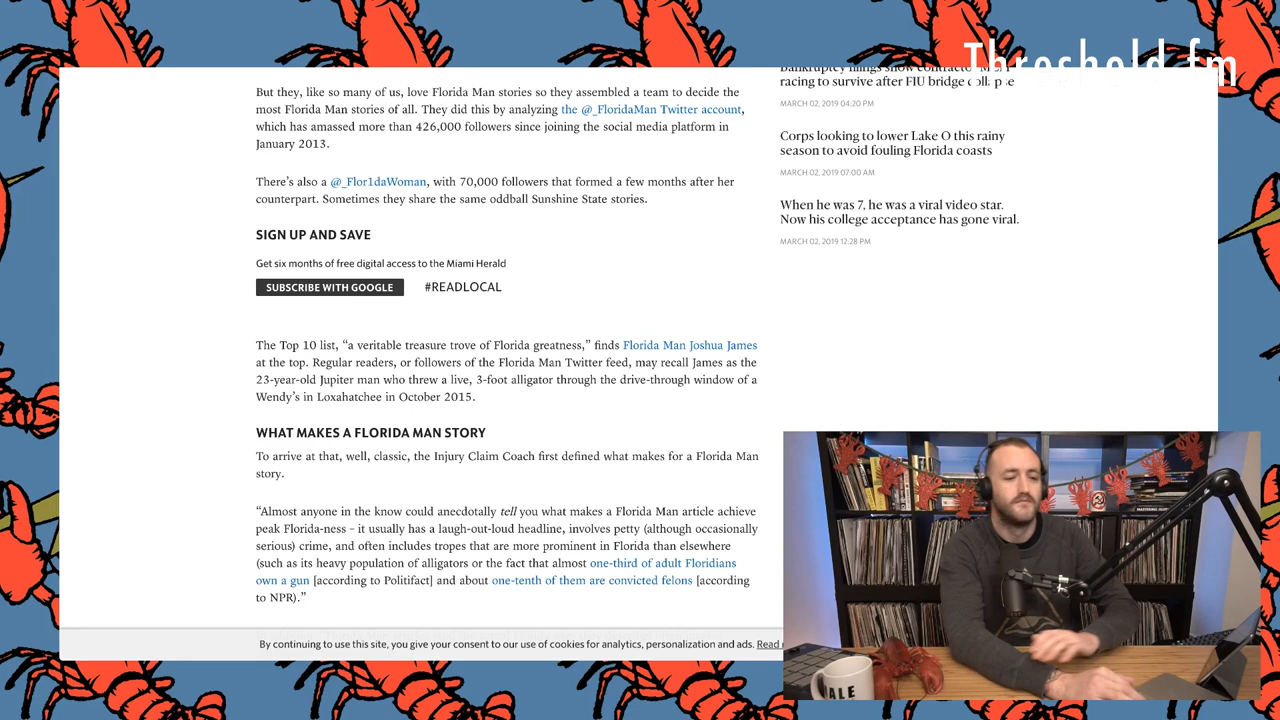 Threshold.fm
But they, like so many of us, love Florida Man stories so they assembled a team to decide the
most Florida Man stories of all. They did this by analyzing the @_FloridaMan Twitter account,
which has amassed more than 426,000 followers since joining the social media platform in
January 2013.
There's also a @_Flor1daWoman, with 70,000 followers that formed a few months after her
counterpart. Sometimes they share the same oddball Sunshine State stories.
SIGN UP AND SAVE
Get six months of free digital access to the Miami Herald
SUBSCRIBE WITH GOOGLE
#READLOCAL
The Top 10 list, “a veritable treasure trove of Florida greatness,” finds Florida Man Joshua James
at the top. Regular readers, or followers of the Florida Man Twitter feed, may recall James as the
23-year-old Jupiter man who threw a live, 3-foot alligator through the drive-through window of a
Wendy's in Loxahatchee in October 2015.
WHAT MAKES A FLORIDA MAN STORY
To arrive at that, well, classic, the Injury Claim Coach first defined what makes for a Florida Man
story.
“Almost anyone in the know could anecdotally tell you what makes a Florida Man article achieve
peak Florida-ness – it usually has a laugh-out-loud headline, involves petty (although occasionally
serious) crime, and often includes tropes that are more prominent in Florida than elsewhere
(such as its heavy population of alligators or the fact that almost one-third of adult Floridians
own a gun [according to Politifact] and about one-tenth of them are convicted felons [according
to NPR).”
By continuing to use this site, you give your consent to our use of cookies for analytics, personalization and ads. Read
Bankruptcy filings show
racing to survive after FIU bridge collapse
MARCH 02, 2019 04:20 PM
Corps looking to lower Lake O this rainy
season to avoid fouling Florida coasts
MARCH 02, 2019 07:00 AM
When he was 7, he was a viral video star.
Now his college acceptance has gone viral.
MARCH 02, 2019 12:28 PM